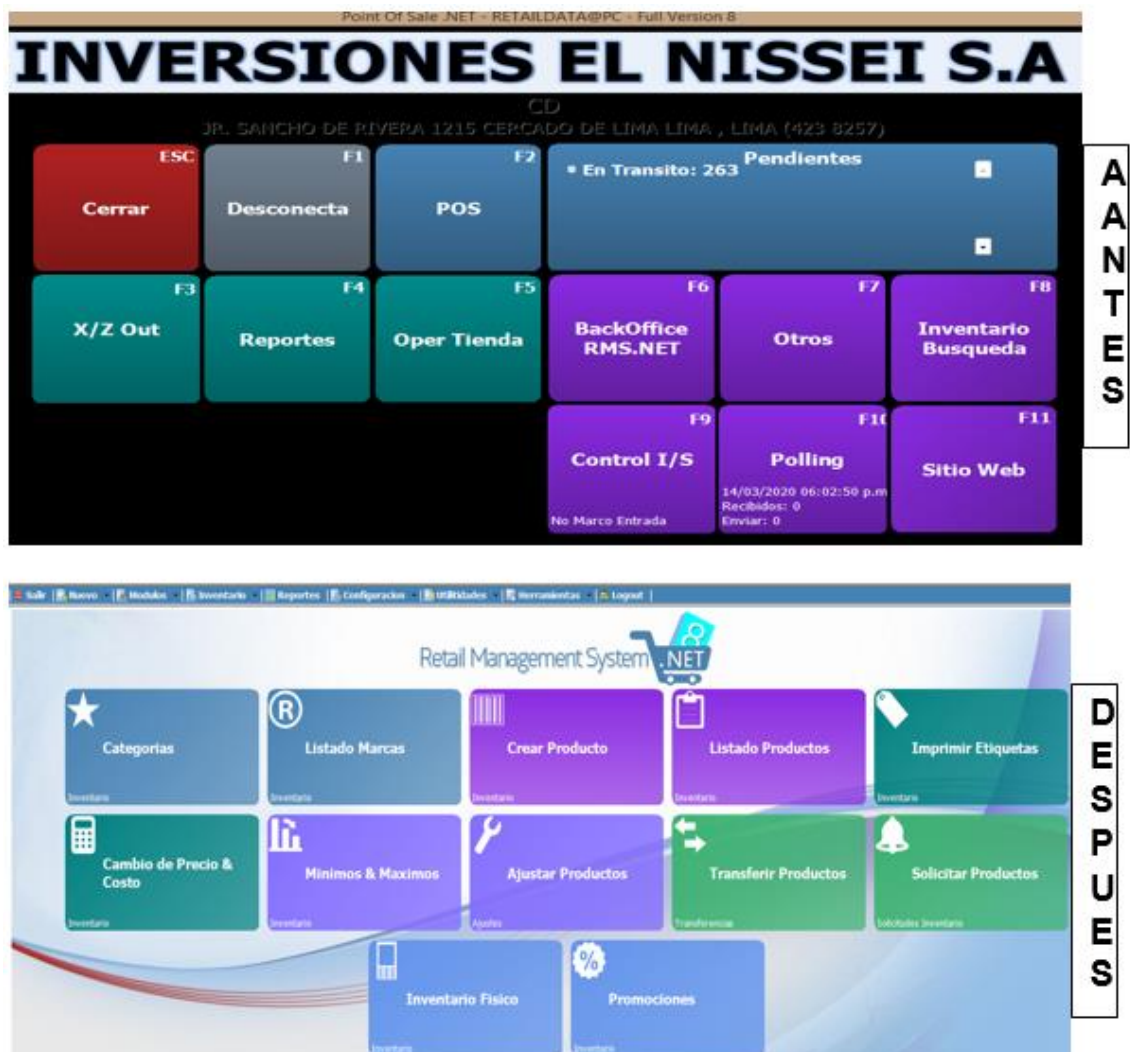 Point Of Sale .NET - RETAILDATA@PC - Full Version 8
INVERSIONES EL NISSEI S.A
CD
JR. SANCHO DE RIVERA 1215 CERCADO DE LIMA LIMA , LIMA (423 8257)
ESC
Cerrar
F1
Desconecta
F2
POS
Pendientes
* En Transito: 263
F3
X/Z Out
F4
Reportes
F5
Oper Tienda
F6
BackOffice
RMS.NET
F7
Otros
F8
Inventario
Busqueda
F9
Control I/S
No Marco Entrada
F10
Polling
14/03/2020 06:02:50 p.m
Recibidos: 0
Enviar: 0
F11
Sitio Web
AANTES
Salir | Nuevo | Modulos | Inventario | Reportes | Configuracion | Utilitidades | Herramientas | Logout |
Retail Management System .NET
Categorias
Inventario
R
Listado Marcas
Inventario
Crear Producto
Inventario
Listado Productos
Inventario
Imprimir Etiquetas
Inventario
Cambio de Precio &
Costo
Inventario
Minimos & Maximos
Inventario
Ajustar Productos
Ajustes
Transferir Productos
Transferencias
Solicitar Productos
Solicitudes Inventario
Inventario Fisico
Inventario
%
Promociones
Inventario
DESPUES